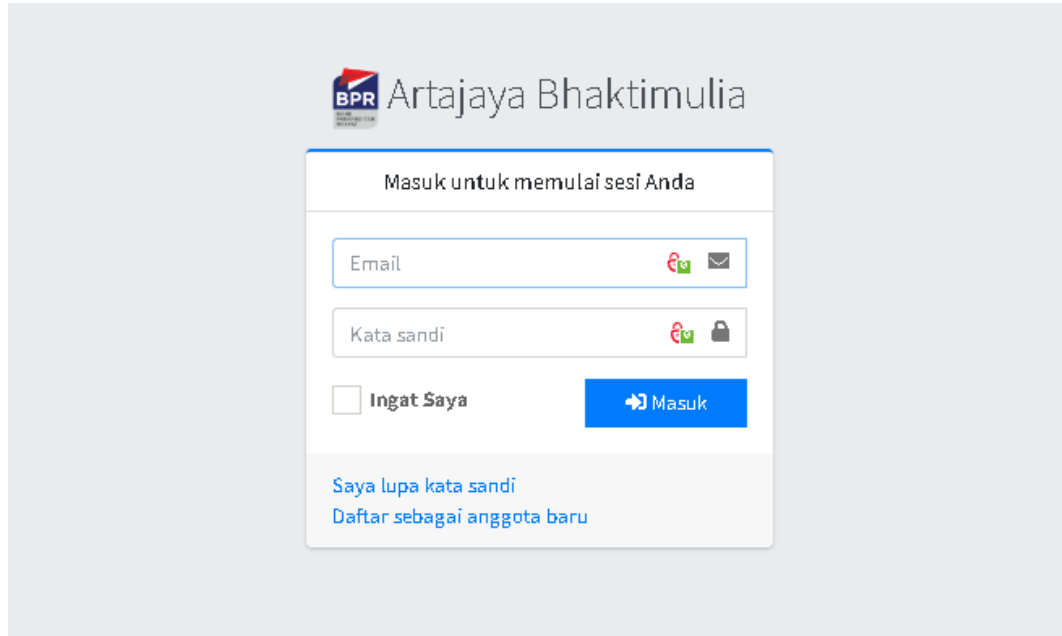 BPR Artajaya Bhaktimulia
Masuk untuk memulai sesi Anda
Email
Kata sandi
Ingat Saya
Masuk
Saya lupa kata sandi
Daftar sebagai anggota baru